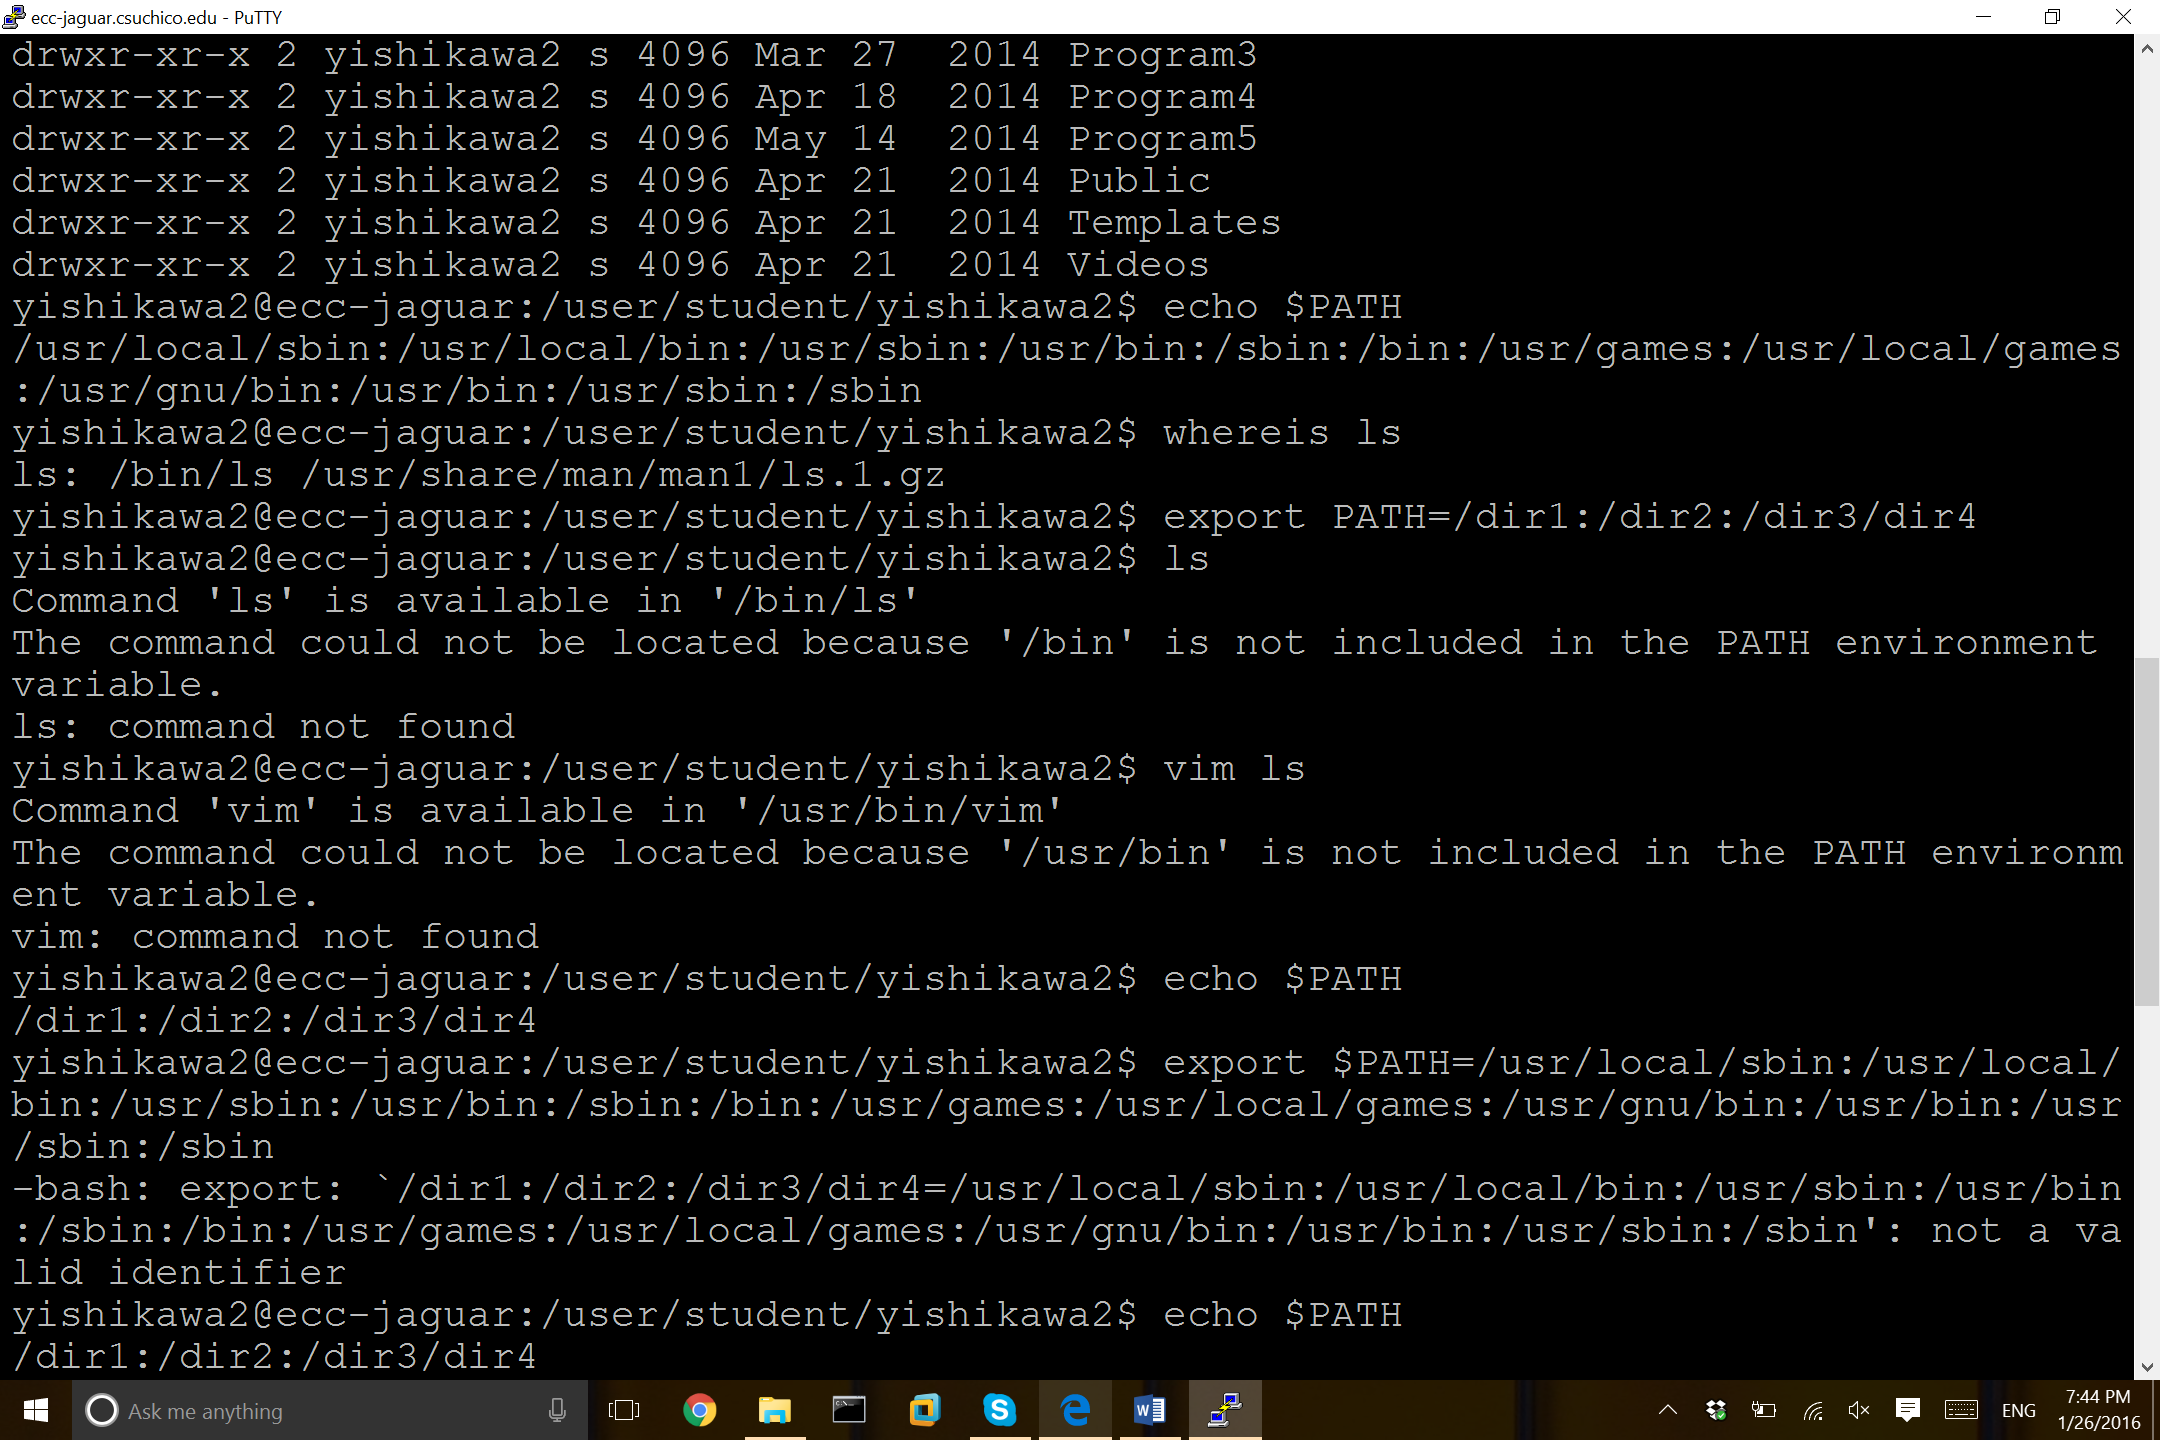 ecc-jaguar.csuchico.edu - PuTTY
drwxr-xr-x 2 yishikawa2 s 4096 Mar 27  2014 Program3
drwxr-xr-x 2 yishikawa2 s 4096 Apr 18  2014 Program4
drwxr-xr-x 2 yishikawa2 s 4096 May 14  2014 Program5
drwxr-xr-x 2 yishikawa2 s 4096 Apr 21  2014 Public
drwxr-xr-x 2 yishikawa2 s 4096 Apr 21  2014 Templates
drwxr-xr-x 2 yishikawa2 s 4096 Apr 21  2014 Videos
yishikawa2@ecc-jaguar:/user/student/yishikawa2$ echo $PATH
/usr/local/sbin:/usr/local/bin:/usr/sbin:/usr/bin:/sbin:/bin:/usr/games:/usr/local/games
:/usr/gnu/bin:/usr/bin:/usr/sbin:/sbin
yishikawa2@ecc-jaguar:/user/student/yishikawa2$ whereis ls
ls: /bin/ls /usr/share/man/man1/ls.1.gz
yishikawa2@ecc-jaguar:/user/student/yishikawa2$ export PATH=/dir1:/dir2:/dir3/dir4
yishikawa2@ecc-jaguar:/user/student/yishikawa2$ ls
Command 'ls' is available in '/bin/ls'
The command could not be located because '/bin' is not included in the PATH environment
variable.
ls: command not found
yishikawa2@ecc-jaguar:/user/student/yishikawa2$ vim ls
Command 'vim' is available in '/usr/bin/vim'
The command could not be located because '/usr/bin' is not included in the PATH environm
ent variable.
vim: command not found
yishikawa2@ecc-jaguar:/user/student/yishikawa2$ echo $PATH
/dir1:/dir2:/dir3/dir4
yishikawa2@ecc-jaguar:/user/student/yishikawa2$ export $PATH=/usr/local/sbin:/usr/local/
bin:/usr/sbin:/usr/bin:/sbin:/bin:/usr/games:/usr/local/games:/usr/gnu/bin:/usr/bin:/usr
/sbin:/sbin
-bash: export: `/dir1:/dir2:/dir3/dir4=/usr/local/sbin:/usr/local/bin:/usr/sbin:/usr/bin
:/sbin:/bin:/usr/games:/usr/local/games:/usr/gnu/bin:/usr/bin:/usr/sbin:/sbin': not a va
lid identifier
yishikawa2@ecc-jaguar:/user/student/yishikawa2$ echo $PATH
/dir1:/dir2:/dir3/dir4
Ask me anything
ENG
7:44 PM
1/26/2016